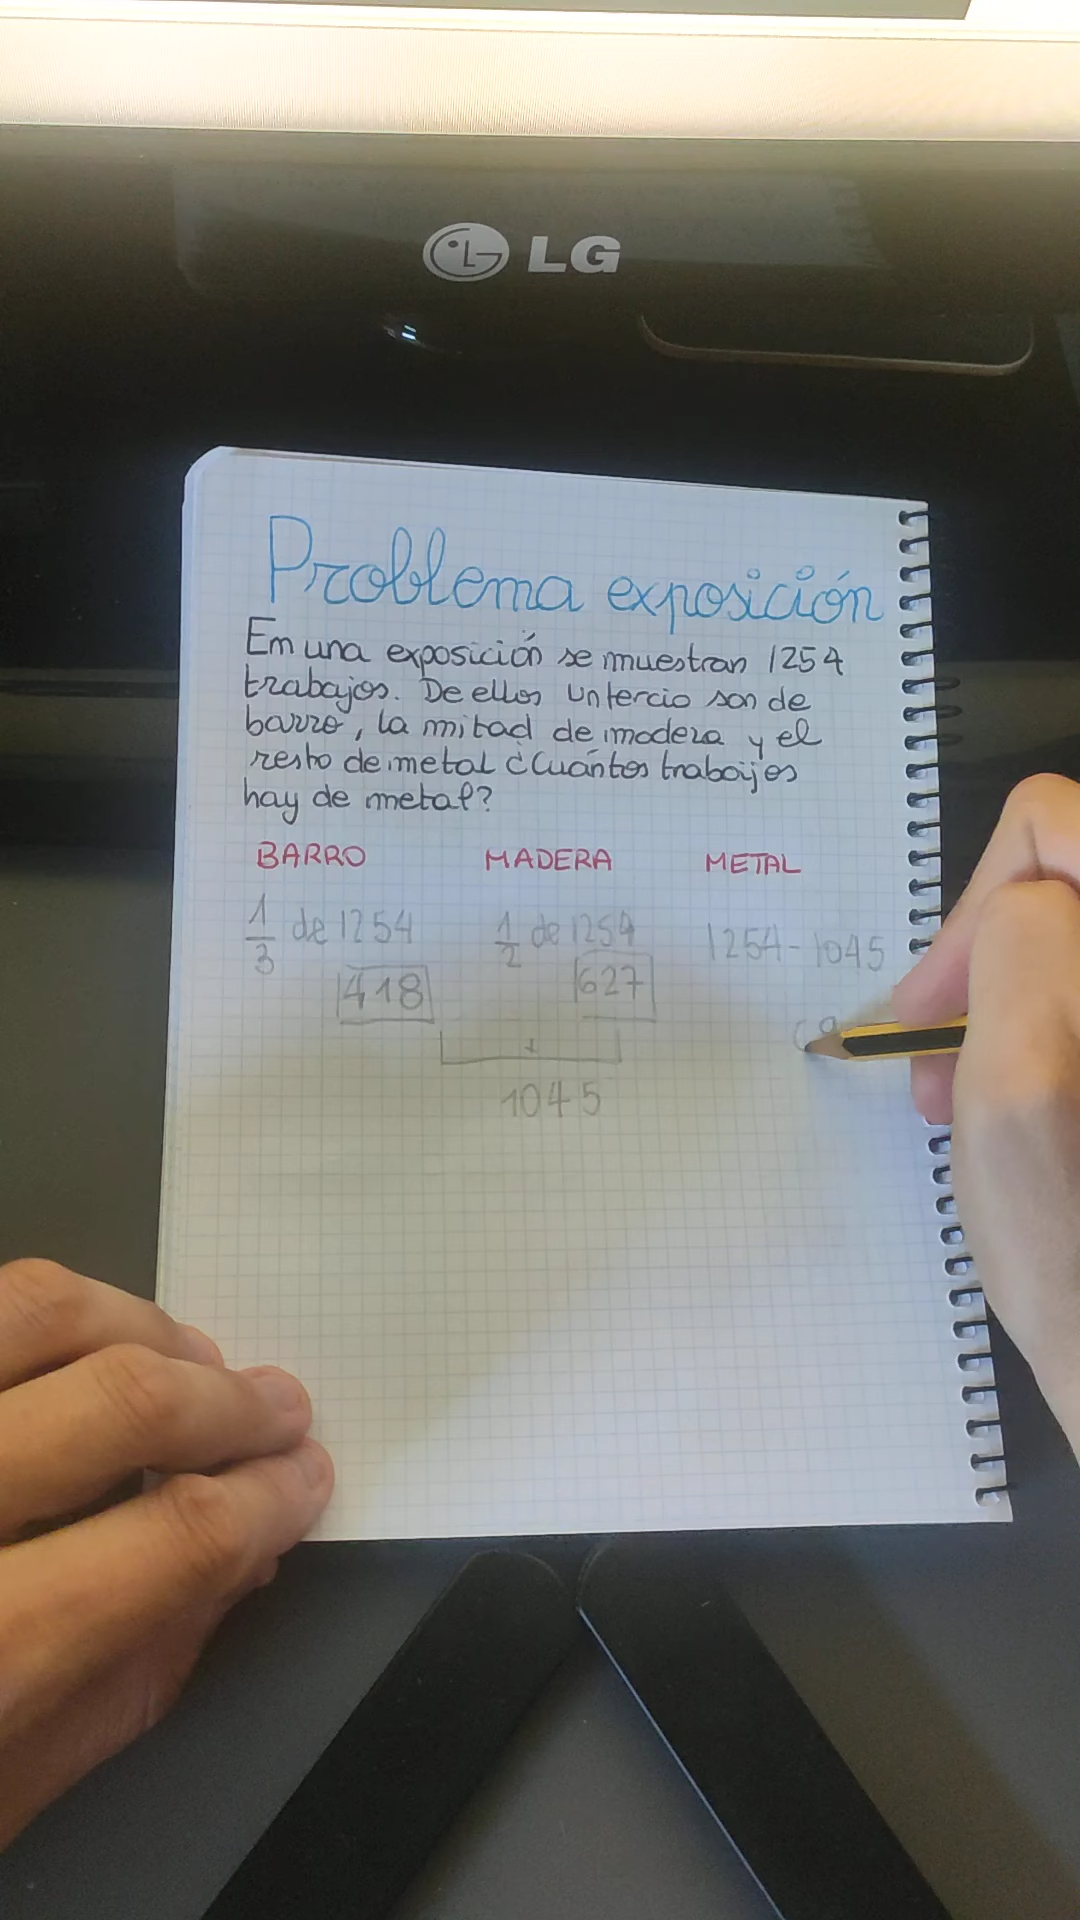 LG
Problema exposición
En una exposición se muestran 1254
trabajos. De ellos un tercio son de
barro, la mitad de madera y el
resto de metal ¿Cuántos trabajos
hay de metal?
BARRO MADERA METAL
1/3 de 1254 1/2 de 1254 1254-1045
418 627
+
1045